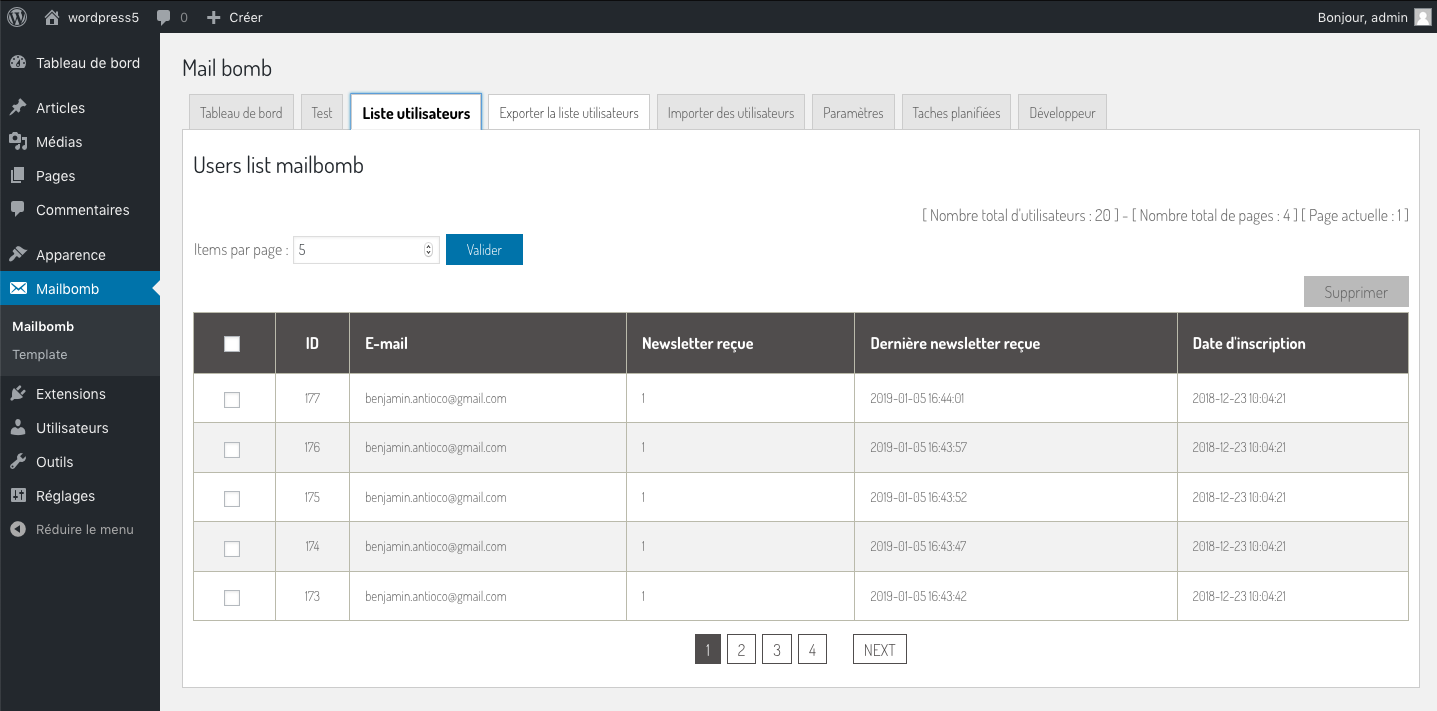 wordpress5 0 Créer Bonjour, admin
Tableau de bord
Articles
Médias
Pages
Commentaires
Apparence
Mailbomb
Mailbomb
Template
Extensions
Utilisateurs
Outils
Réglages
Réduire le menu
Mail bomb
Tableau de bord Test Liste utilisateurs Exporter la liste utilisateurs Importer des utilisateurs Paramètres Taches planifiées Développeur
Users list mailbomb
[ Nombre total d'utilisateurs : 20 ] - [ Nombre total de pages : 4 ] [ Page actuelle : 1 ]
Items par page : 5 Valider
Supprimer
ID E-mail Newsletter reçue Dernière newsletter reçue Date d'inscription
177 benjamin.antioco@gmail.com 1 2019-01-05 16:44:01 2018-12-23 10:04:21
176 benjamin.antioco@gmail.com 1 2019-01-05 16:43:57 2018-12-23 10:04:21
175 benjamin.antioco@gmail.com 1 2019-01-05 16:43:52 2018-12-23 10:04:21
174 benjamin.antioco@gmail.com 1 2019-01-05 16:43:47 2018-12-23 10:04:21
173 benjamin.antioco@gmail.com 1 2019-01-05 16:43:42 2018-12-23 10:04:21
1 2 3 4 NEXT